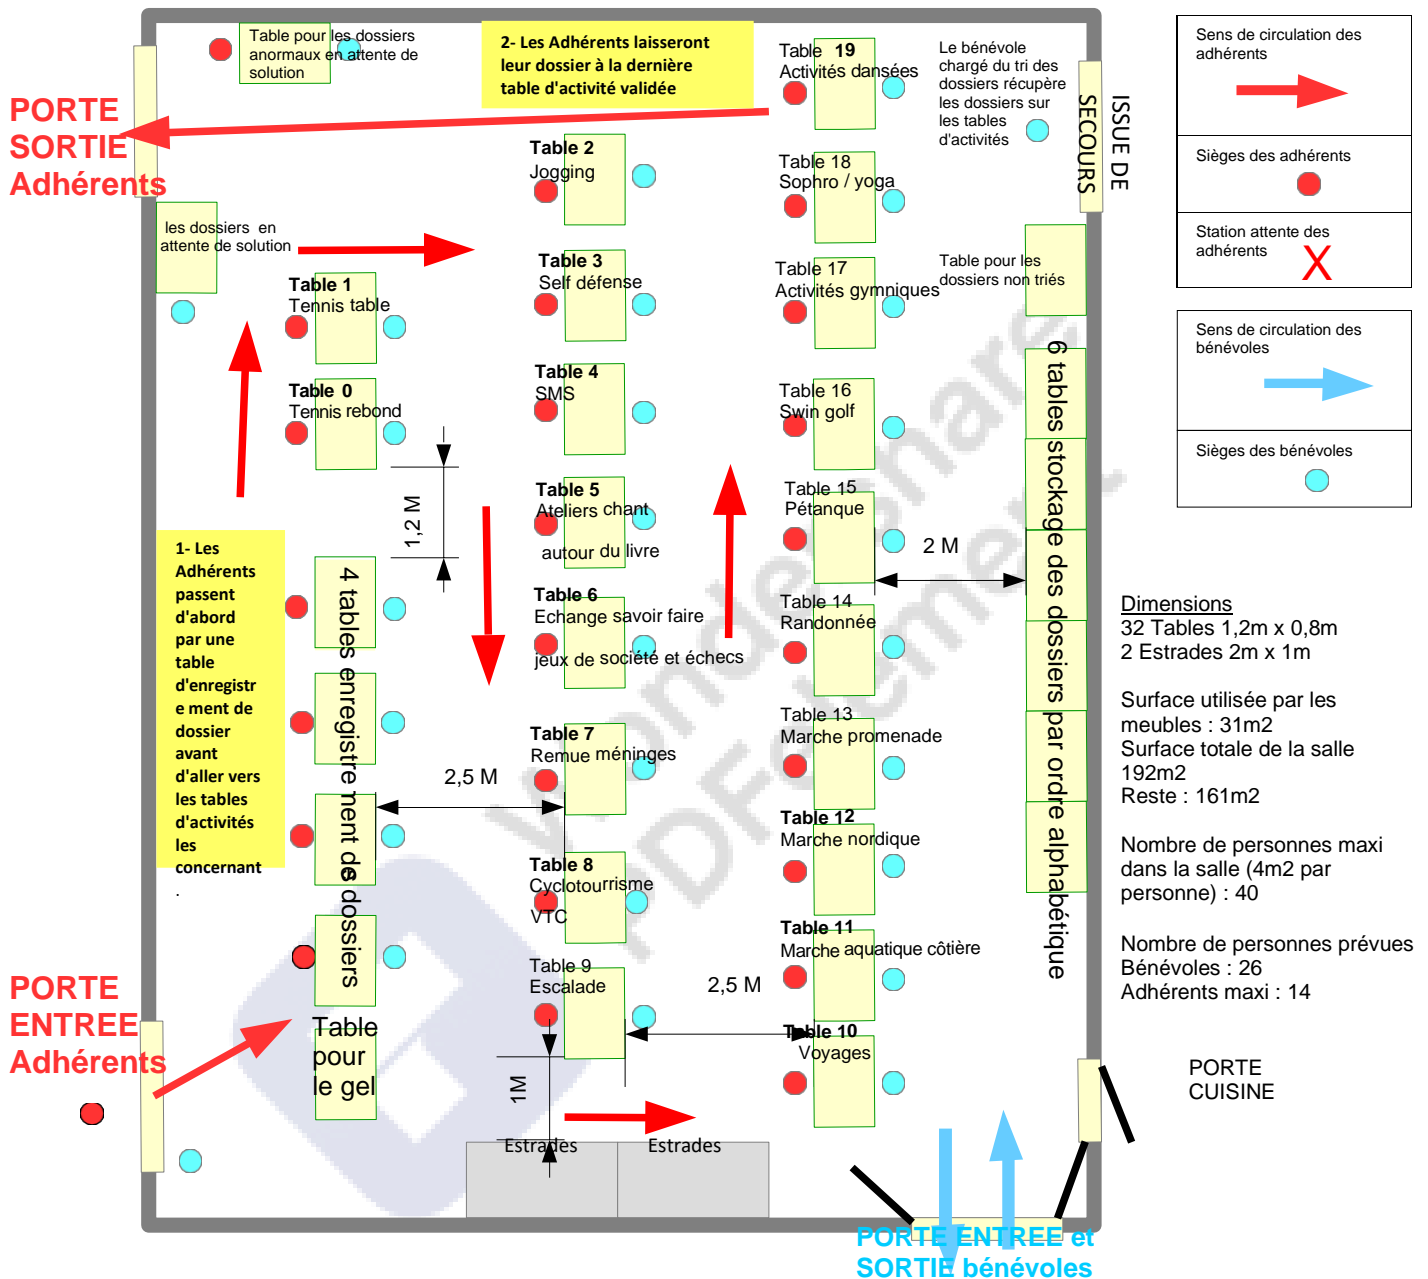 Table pour les dossiers
anormaux en attente de
solution
2- Les Adhérents laisseront
leur dossier à la dernière
table d'activité validée
Table 19
Activités dansées
Le bénévole
chargé du tri des
dossiers récupère
les dossiers sur
les tables
d'activités
ISSUE DE
SECOURS
Sens de circulation des
adhérents
Sièges des adhérents
Station attente des
adhérents
X
Sens de circulation des
bénévoles
Sièges des bénévoles
PORTE
SORTIE
Adhérents
les dossiers en
attente de solution
Table 1
Tennis table
Table 0
Tennis rebond
1,2 M
1- Les
Adhérents
passent
d'abord
par une
table
d'enregistr
e ment de
dossier
avant
d'aller vers
les tables
d'activités
les
concernant
.
4 tables enregistre ment de dossiers
2,5 M
Table
pour
le gel
PORTE
ENTREE
Adhérents
Table 2
Jogging
Table 3
Self défense
Table 4
SMS
Table 5
Ateliers chant
autour du livre
Table 6
Echange savoir faire
jeux de société et échecs
Table 7
Remue méninges
Table 8
Cyclotourrisme
VTC
Table 9
Escalade
1M
2,5 M
Estrades
Estrades
Table 18
Sophro / yoga
Table 17
Activités gymniques
Table 16
Swin golf
Table 15
Pétanque
Table 14
Randonnée
Table 13
Marche promenade
Table 12
Marche nordique
Table 11
Marche aquatique côtière
Table 10
Voyages
2 M
Table pour les
dossiers non triés
6 tables stockage des dossiers par ordre alphabétique
Dimensions
32 Tables 1,2m x 0,8m
2 Estrades 2m x 1m
Surface utilisée par les
meubles : 31m2
Surface totale de la salle
192m2
Reste : 161m2
Nombre de personnes maxi
dans la salle (4m2 par
personne) : 40
Nombre de personnes prévues
Bénévoles : 26
Adhérents maxi : 14
PORTE
CUISINE
PORTE ENTREE et
SORTIE bénévoles
Wondershare
PDFelement